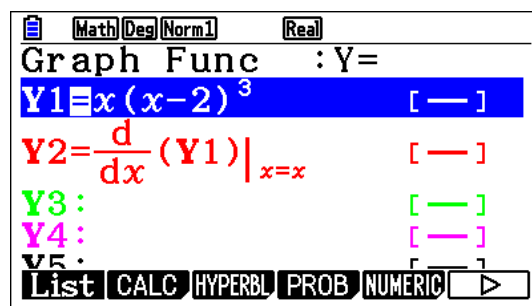 Math Deg Norm1 Real
Graph Func :Y=
Y1=x(x-2)³ [—]
Y2=d/dx(Y1)|x=x [—]
Y3: [—]
Y4: [—]
Y5: [—]
List CALC HYPERBL PROB NUMERIC ▷